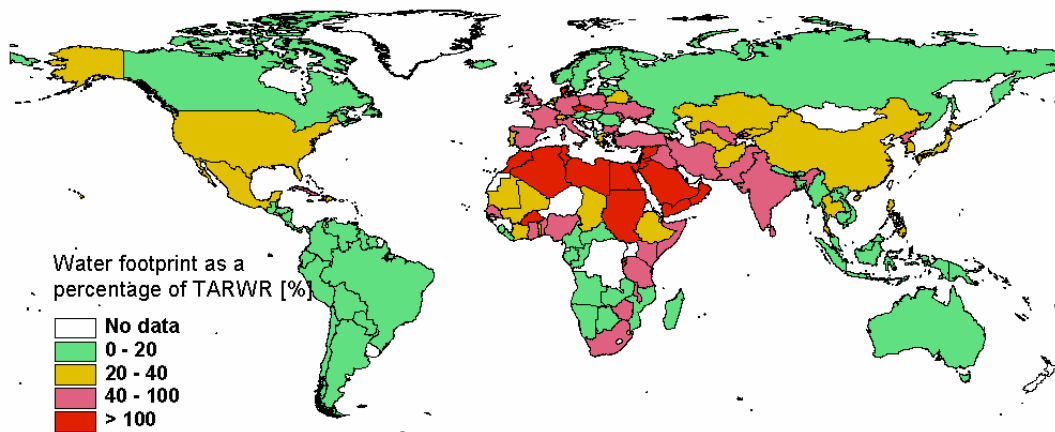 Water footprint as a
percentage of TARWR [%]
No data
0 - 20
20 - 40
40 - 100
> 100